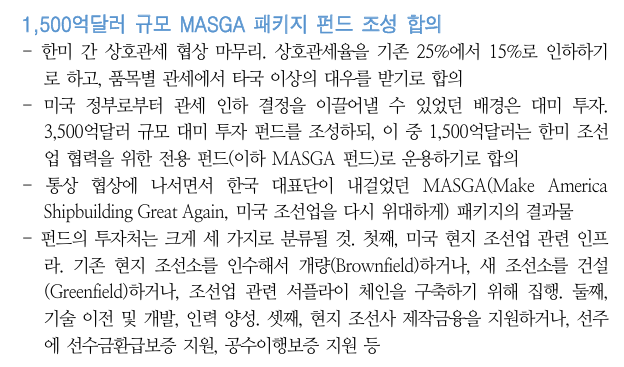 1,500억달러 규모 MASGA 패키지 펀드 조성 합의
- 한미 간 상호관세 협상 마무리. 상호관세율을 기존 25%에서 15%로 인하하기
로 하고, 품목별 관세에서 타국 이상의 대우를 받기로 합의
- 미국 정부로부터 관세 인하 결정을 이끌어낼 수 있었던 배경은 대미 투자.
3,500억달러 규모 대미 투자 펀드를 조성하되, 이 중 1,500억달러는 한미 조선
업 협력을 위한 전용 펀드(이하 MASGA 펀드)로 운용하기로 합의
- 통상 협상에 나서면서 한국 대표단이 내걸었던 MASGA(Make America
Shipbuilding Great Again, 미국 조선업을 다시 위대하게) 패키지의 결과물
- 펀드의 투자처는 크게 세 가지로 분류될 것. 첫째, 미국 현지 조선업 관련 인프
라. 기존 현지 조선소를 인수해서 개량(Brownfield)하거나, 새 조선소를 건설
(Greenfield)하거나, 조선업 관련 서플라이 체인을 구축하기 위해 집행. 둘째,
기술 이전 및 개발, 인력 양성. 셋째, 현지 조선사 제작금융을 지원하거나, 선주
에 선수금환급보증 지원, 공수이행보증 지원 등